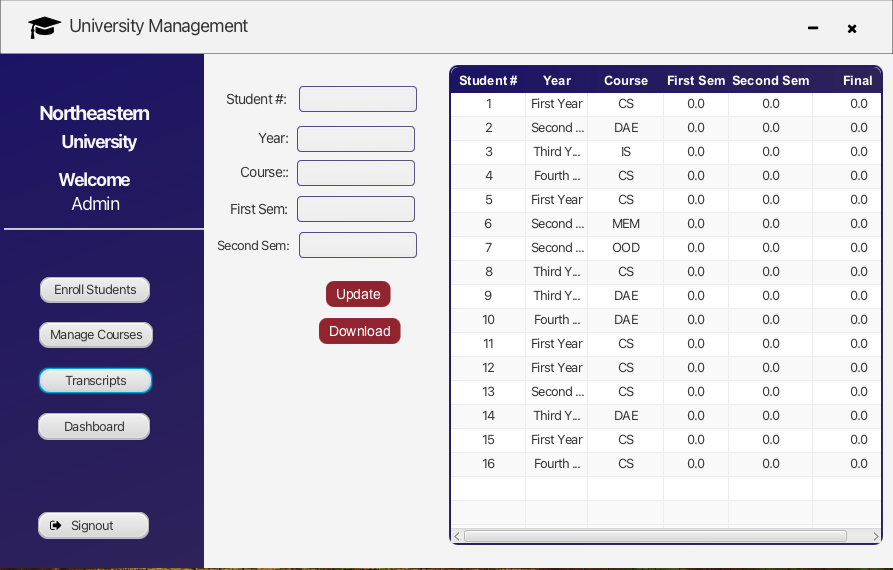 University Management
Northeastern
University
Welcome
Admin
Enroll Students
Manage Courses
Transcripts
Dashboard
Signout
Student #:
Year:
Course::
First Sem:
Second Sem:
Update
Download
Student # Year Course First Sem Second Sem Final
1 First Year CS 0.0 0.0 0.0
2 Second ... DAE 0.0 0.0 0.0
3 Third Y... IS 0.0 0.0 0.0
4 Fourth ... CS 0.0 0.0 0.0
5 First Year CS 0.0 0.0 0.0
6 Second ... MEM 0.0 0.0 0.0
7 Second ... OOD 0.0 0.0 0.0
8 Third Y... CS 0.0 0.0 0.0
9 Third Y... DAE 0.0 0.0 0.0
10 Fourth ... DAE 0.0 0.0 0.0
11 First Year CS 0.0 0.0 0.0
12 First Year CS 0.0 0.0 0.0
13 Second ... CS 0.0 0.0 0.0
14 Third Y... DAE 0.0 0.0 0.0
15 First Year CS 0.0 0.0 0.0
16 Fourth ... CS 0.0 0.0 0.0